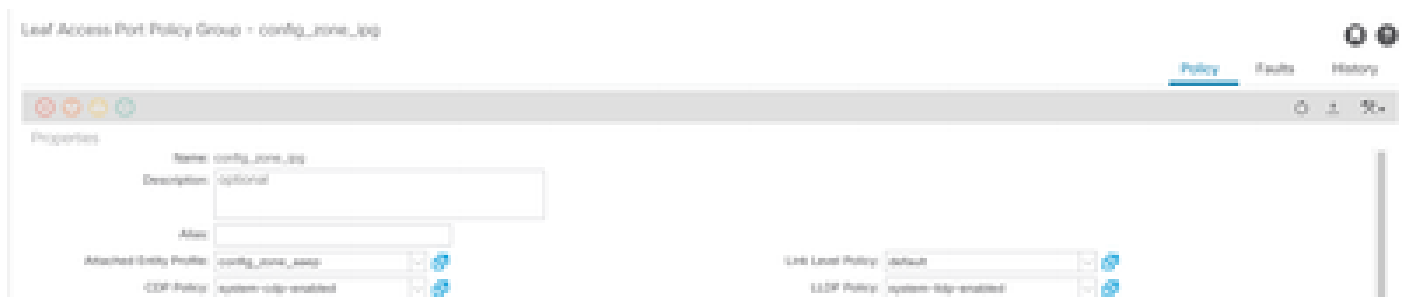 Leaf Access Port Policy Group - config_zone_ipg
Policy Faults History
Properties
Name: config_zone_ipg
Description: optional
Alias:
Attached Entity Profile: config_zone_aaep Link Level Policy: default
CDP Policy: system-cdp-enabled LLDP Policy: system-lldp-enabled